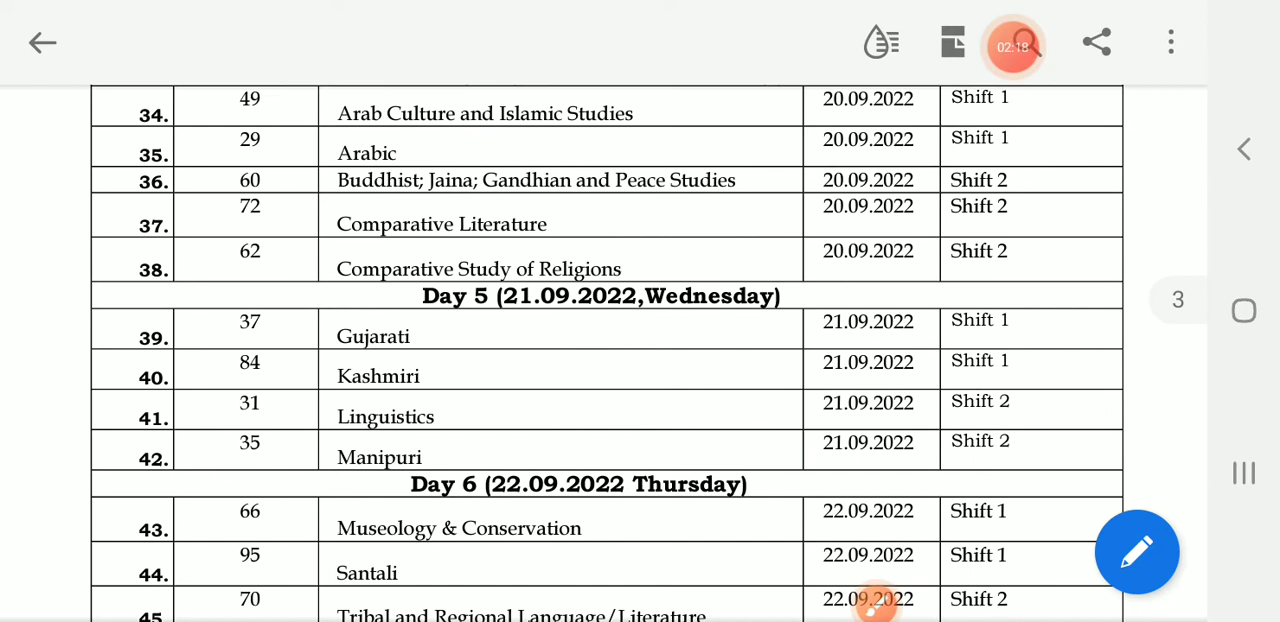 02:18
34. 49 Arab Culture and Islamic Studies 20.09.2022 Shift 1
35. 29 Arabic 20.09.2022 Shift 1
36. 60 Buddhist; Jaina; Gandhian and Peace Studies 20.09.2022 Shift 2
37. 72 Comparative Literature 20.09.2022 Shift 2
38. 62 Comparative Study of Religions 20.09.2022 Shift 2
Day 5 (21.09.2022,Wednesday)
3
39. 37 Gujarati 21.09.2022 Shift 1
40. 84 Kashmiri 21.09.2022 Shift 1
41. 31 Linguistics 21.09.2022 Shift 2
42. 35 Manipuri 21.09.2022 Shift 2
Day 6 (22.09.2022 Thursday)
43. 66 Museology & Conservation 22.09.2022 Shift 1
44. 95 Santali 22.09.2022 Shift 1
45. 70 Tribal and Regional Language/Literature 22.09.2022 Shift 2